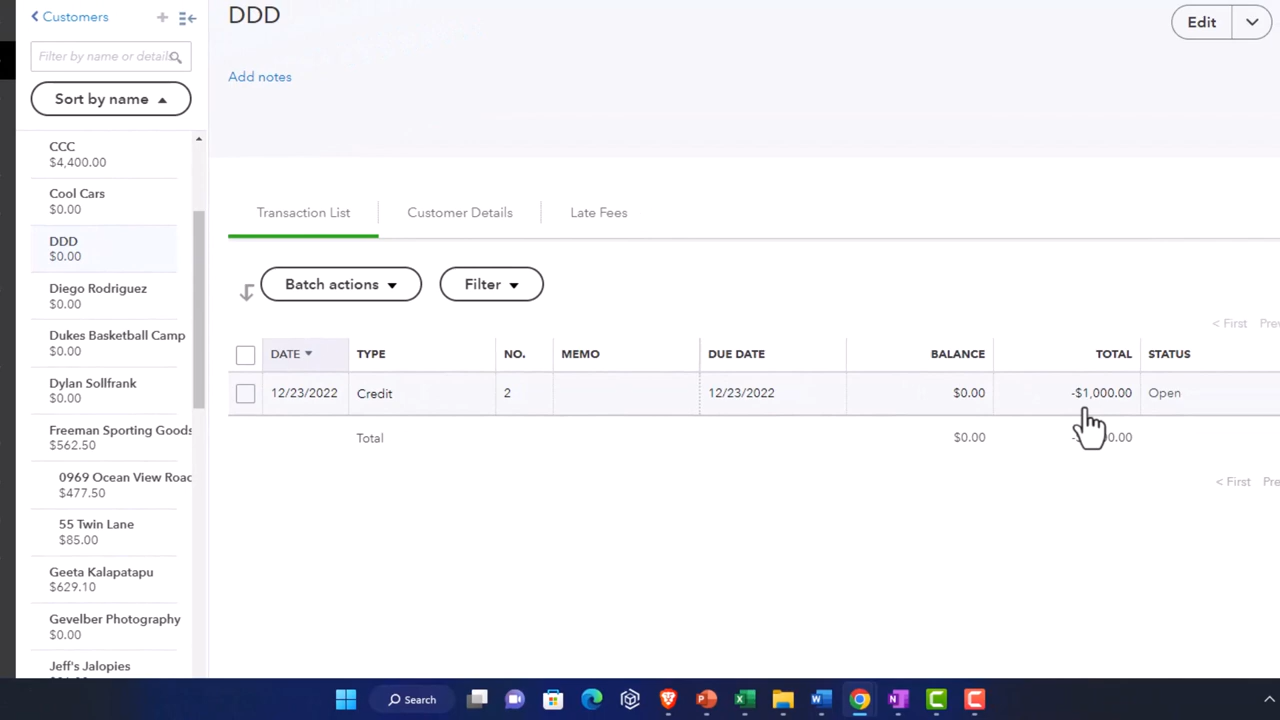 Customers
DDD
Edit
Filter by name or details
Add notes
Sort by name
CCC
$4,400.00
Cool Cars
$0.00
DDD
$0.00
Diego Rodriguez
$0.00
Dukes Basketball Camp
$0.00
Dylan Sollfrank
$0.00
Freeman Sporting Goods
$562.50
0969 Ocean View Road
$477.50
55 Twin Lane
$85.00
Geeta Kalapatapu
$629.10
Gevelber Photography
$0.00
Jeff's Jalopies
Transaction List Customer Details Late Fees
Batch actions Filter
< First
DATE TYPE NO. MEMO DUE DATE BALANCE TOTAL STATUS
12/23/2022 Credit 2 12/23/2022 $0.00 -$1,000.00 Open
Total $0.00
< First
Search